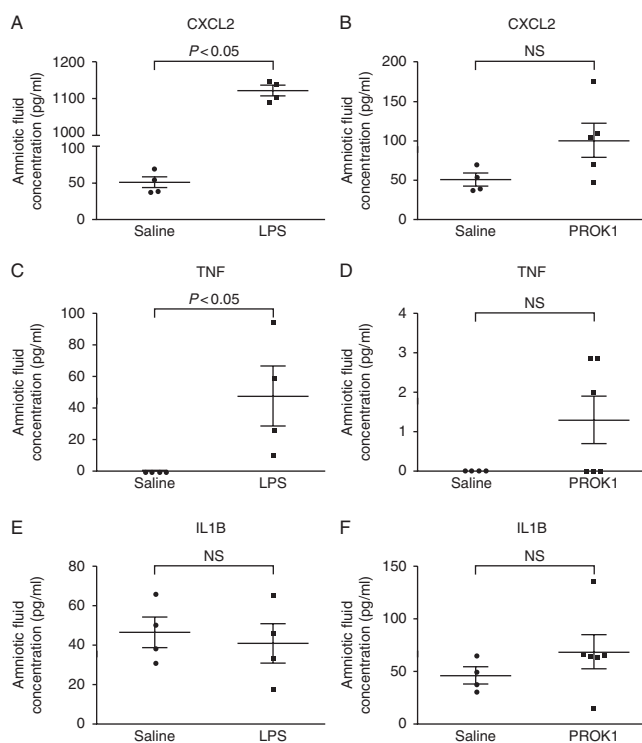 A
CXCL2
P<0.05
Amniotic fluid
concentration (pg/ml)
1200
1100
1000
100
50
0
Saline
LPS
B
CXCL2
NS
Amniotic fluid
concentration (pg/ml)
200
150
100
50
0
Saline
PROK1
C
TNF
P<0.05
Amniotic fluid
concentration (pg/ml)
100
80
60
40
20
0
Saline
LPS
D
TNF
NS
Amniotic fluid
concentration (pg/ml)
4
3
2
1
0
Saline
PROK1
E
IL1B
NS
Amniotic fluid
concentration (pg/ml)
80
60
40
20
0
Saline
LPS
F
IL1B
NS
Amniotic fluid
concentration (pg/ml)
150
100
50
0
Saline
PROK1